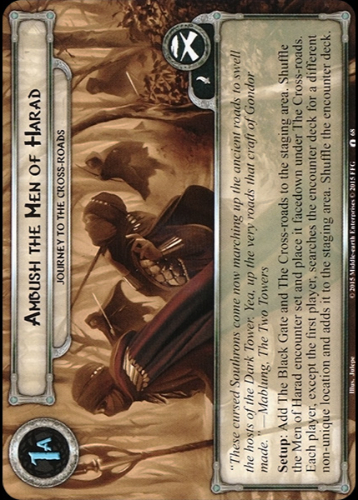 1A
AMBUSH THE MEN OF HARAD
JOURNEY TO THE CROSS-ROADS
"These cursed Southrons come now marching up the ancient roads to swell
the hosts of the Dark Tower. Yea, up the very roads that craft of Gondor
made." —Mablung, The Two Towers
Setup: Add The Black Gate and The Cross-roads to the staging area. Shuffle
the Men of Harad encounter set and place it facedown under The Cross-roads.
Each player, except the first player, searches the encounter deck for a different
non-unique location and adds it to the staging area. Shuffle the encounter deck.
Illus. Julepe © 2015 Middle-earth Enterprises © 2015 FFG 68